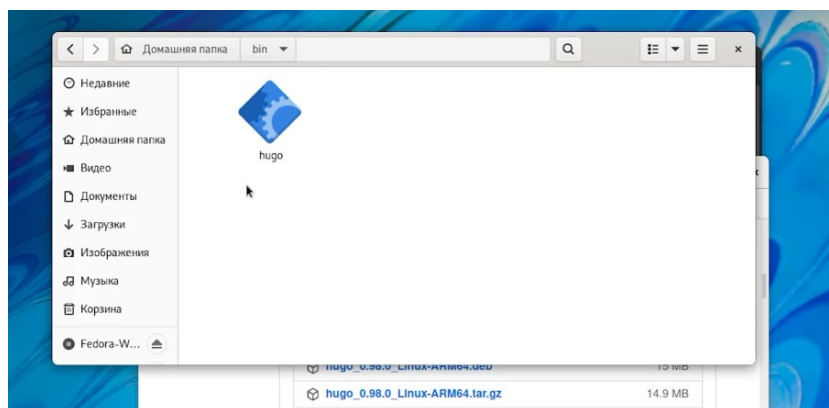 Домашняя папка bin
Недавние
Избранные
Домашняя папка
Видео
Документы
Загрузки
Изображения
Музыка
Корзина
Fedora-W...
hugo
hugo_0.98.0_Linux-ARM64.deb 15 MB
hugo_0.98.0_Linux-ARM64.tar.gz 14.9 MB